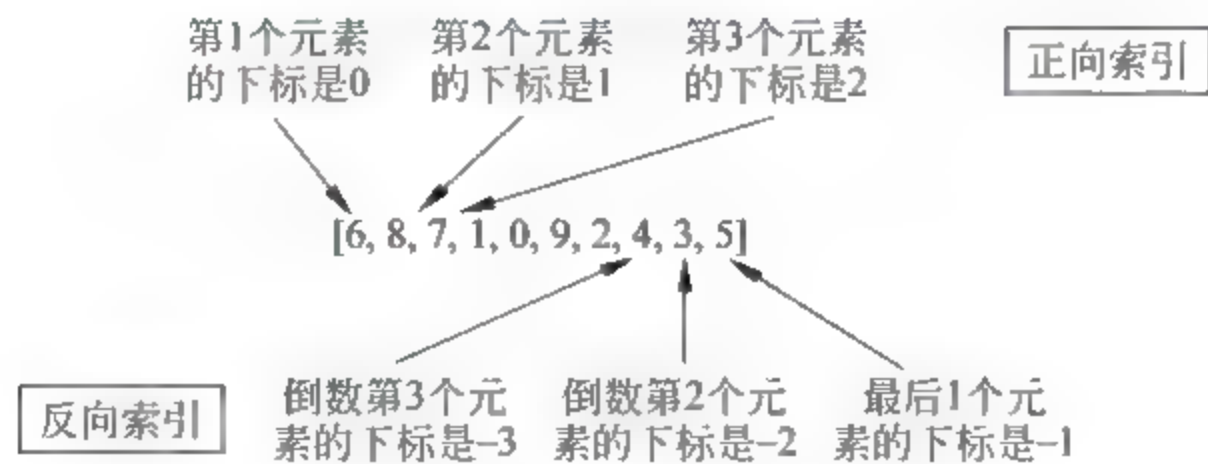 第1个元素
的下标是0
第2个元素
的下标是1
第3个元素
的下标是2
正向索引
[6, 8, 7, 1, 0, 9, 2, 4, 3, 5]
反向索引
倒数第3个元
素的下标是–3
倒数第2个元
素的下标是–2
最后1个元
素的下标是–1